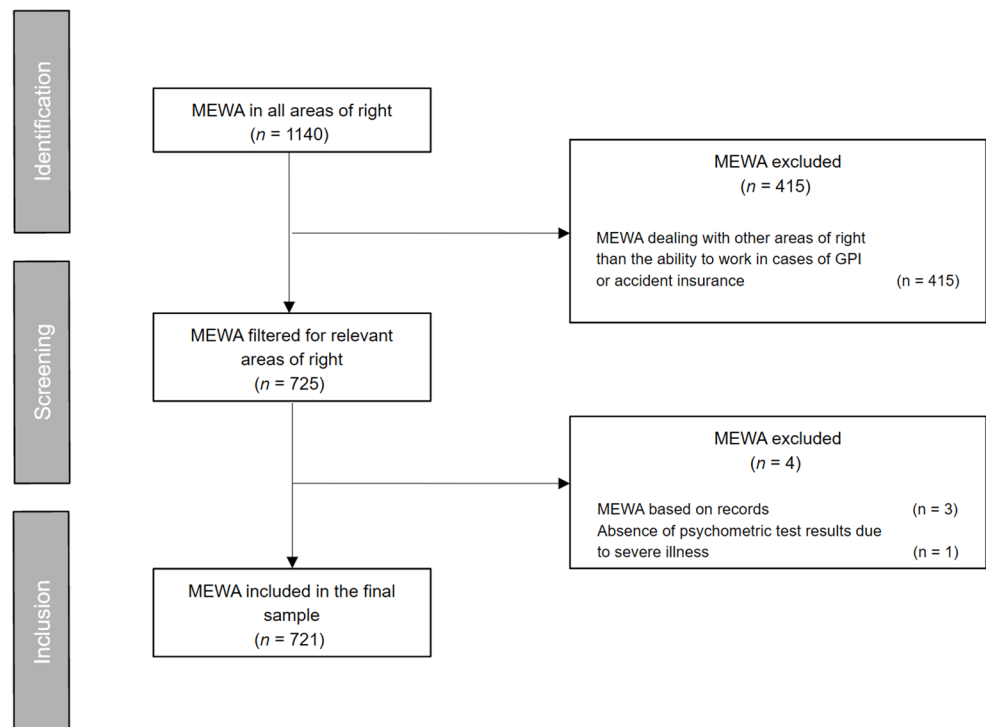 Identification
MEWA in all areas of right
(n = 1140)
MEWA excluded
(n = 415)
MEWA dealing with other areas of right
than the ability to work in cases of GPI
or accident insurance (n = 415)
Screening
MEWA filtered for relevant
areas of right
(n = 725)
MEWA excluded
(n = 4)
MEWA based on records (n = 3)
Absence of psychometric test results due
to severe illness (n = 1)
Inclusion
MEWA included in the final
sample
(n = 721)